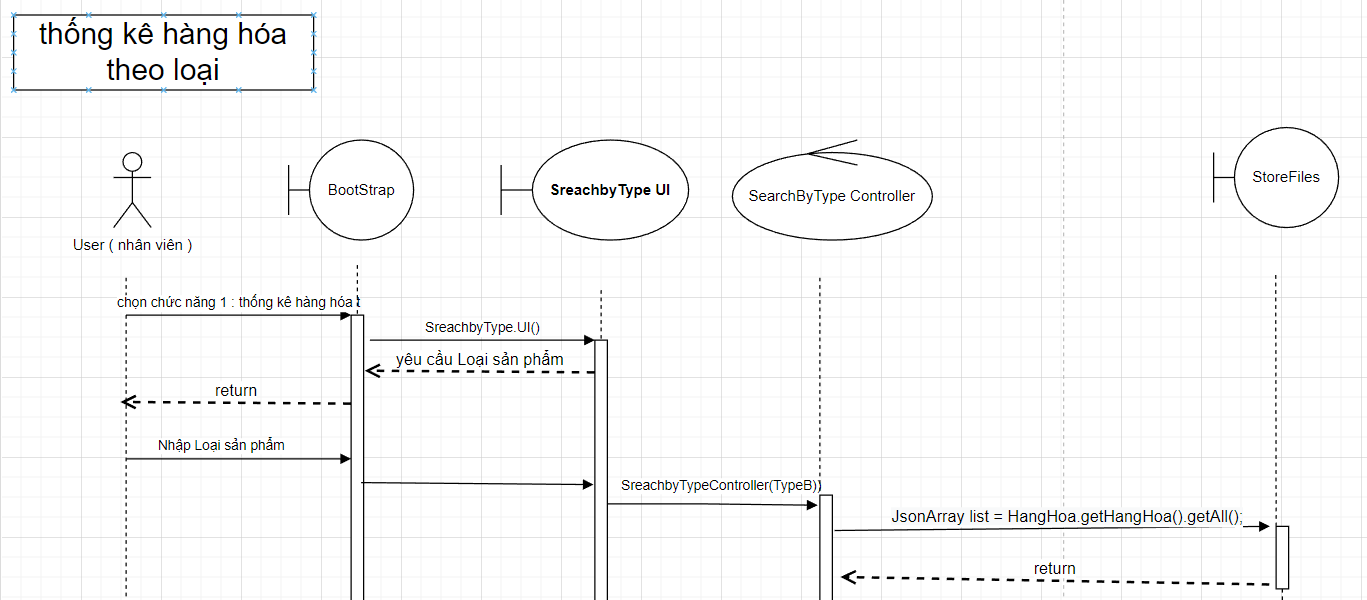 thống kê hàng hóa
theo loại
BootStrap
SreachbyType UI
SearchByType Controller
StoreFiles
User ( nhân viên )
chọn chức năng 1 : thống kê hàng hóa t
SreachbyType.UI()
yêu cầu Loại sản phẩm
return
Nhập Loại sản phẩm
SreachbyTypeController(TypeB))
JsonArray list = HangHoa.getHangHoa().getAll();
return